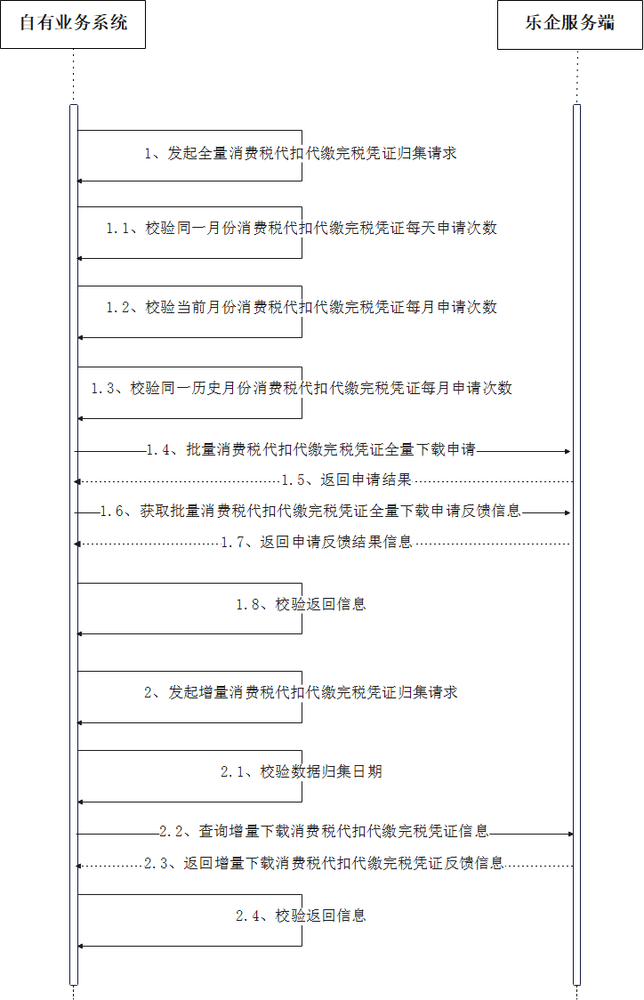 自有业务系统
乐企服务端
1、发起全量消费税代扣代缴完税凭证归集请求
1.1、校验同一月份消费税代扣代缴完税凭证每天申请次数
1.2、校验当前月份消费税代扣代缴完税凭证每月申请次数
1.3、校验同一历史月份消费税代扣代缴完税凭证每月申请次数
1.4、批量消费税代扣代缴完税凭证全量下载申请
1.5、返回申请结果
1.6、获取批量消费税代扣代缴完税凭证全量下载申请反馈信息
1.7、返回申请反馈结果信息
1.8、校验返回信息
2、发起增量消费税代扣代缴完税凭证归集请求
2.1、校验数据归集日期
2.2、查询增量下载消费税代扣代缴完税凭证信息
2.3、返回增量下载消费税代扣代缴完税凭证反馈信息
2.4、校验返回信息